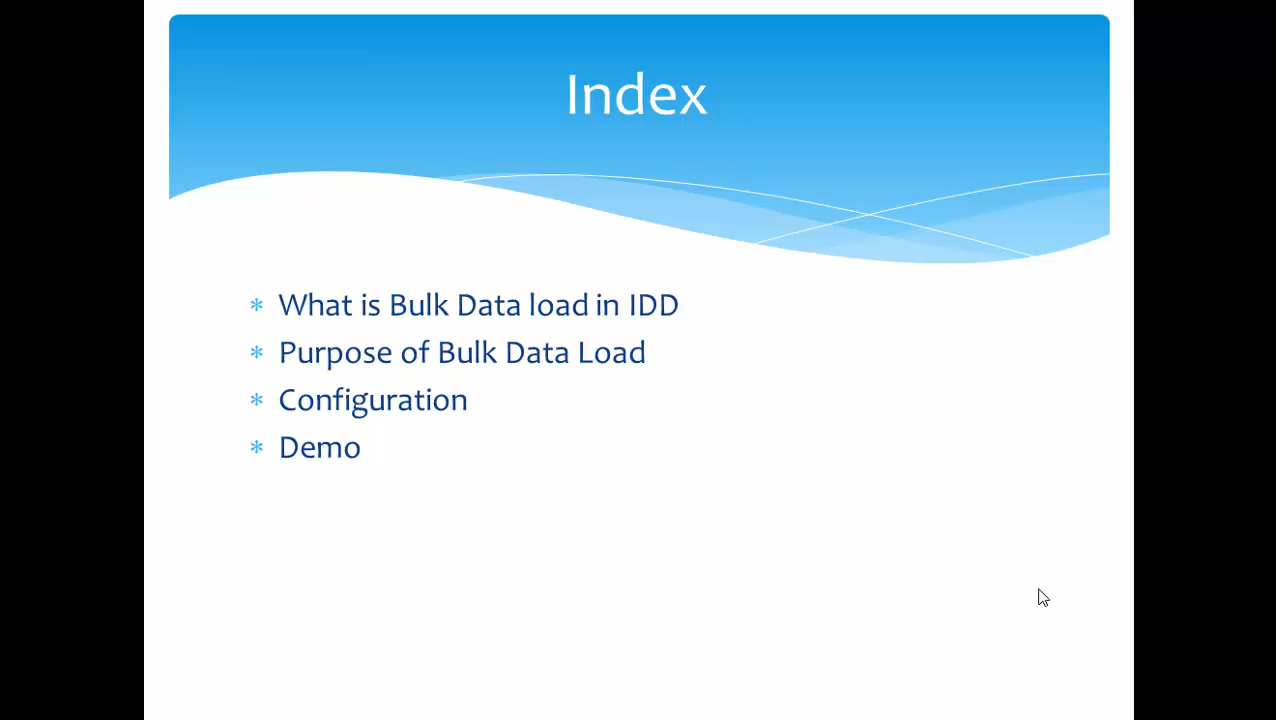 Index
* What is Bulk Data load in IDD
* Purpose of Bulk Data Load
* Configuration
* Demo